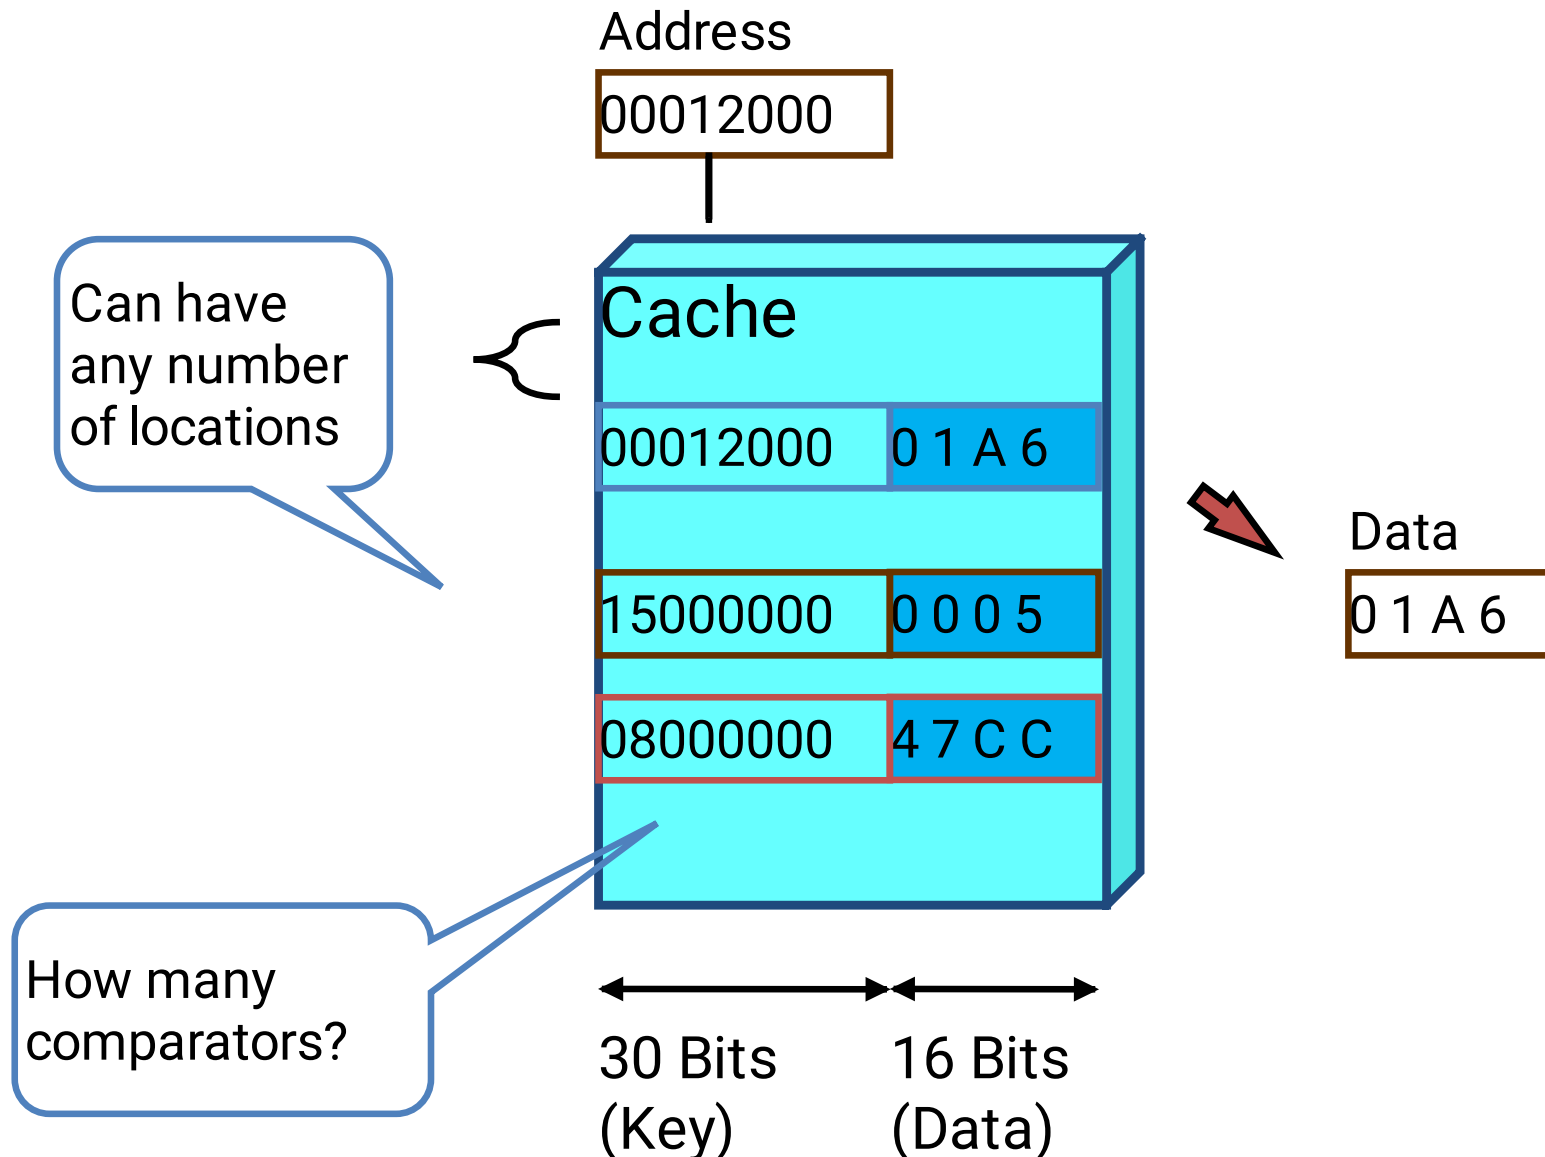 Address
00012000
Can have
any number
of locations
Cache
00012000 0 1 A 6
15000000 0 0 0 5
08000000 4 7 C C
Data
0 1 A 6
How many
comparators?
30 Bits
(Key)
16 Bits
(Data)